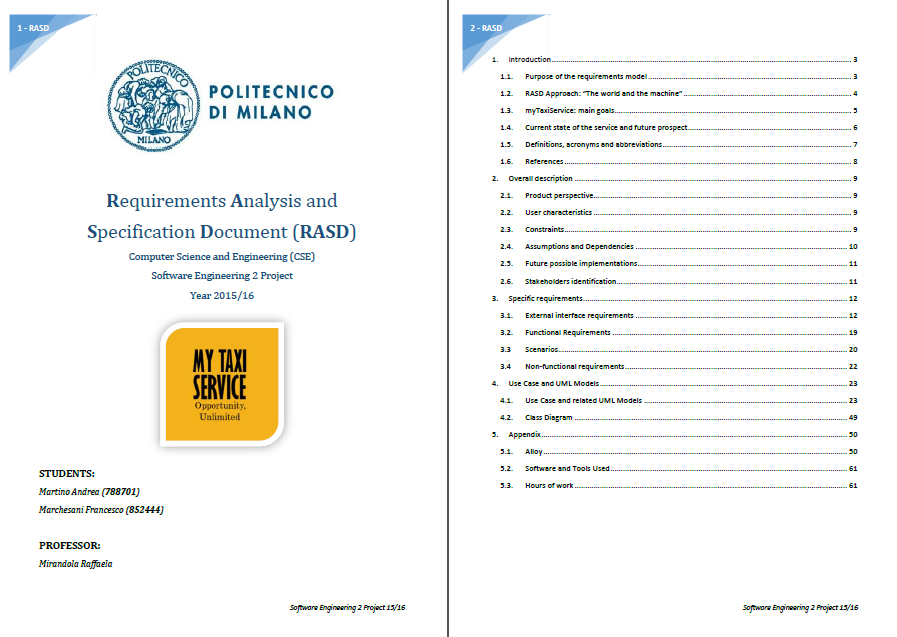 1 - RASD
POLITECNICO
MILANO
POLITECNICO
DI MILANO
Requirements Analysis and
Specification Document (RASD)
Computer Science and Engineering (CSE)
Software Engineering 2 Project
Year 2015/16
MY TAXI
SERVICE
Opportunity,
Unlimited
STUDENTS:
Martino Andrea (788701)
Marchesani Francesco (852444)
PROFESSOR:
Mirandola Raffaela
Software Engineering 2 Project 15/16
2 - RASD
1. Introduction 3
1.1. Purpose of the requirements model 3
1.2. RASD Approach: “The world and the machine” 4
1.3. myTaxiService: main goals 5
1.4. Current state of the service and future prospect 6
1.5. Definitions, acronyms and abbreviations 7
1.6. References 8
2. Overall description 9
2.1. Product perspective 9
2.2. User characteristics 9
2.3. Constraints 9
2.4. Assumptions and Dependencies 10
2.5. Future possible implementations 11
2.6. Stakeholders identification 11
3. Specific requirements 12
3.1. External interface requirements 12
3.2. Functional Requirements 19
3.3 Scenarios 20
3.4 Non-functional requirements 22
4. Use Case and UML Models 23
4.1. Use Case and related UML Models 23
4.2. Class Diagram 49
5. Appendix 50
5.1. Alloy 50
5.2. Software and Tools Used 61
5.3. Hours of work 61
Software Engineering 2 Project 15/16